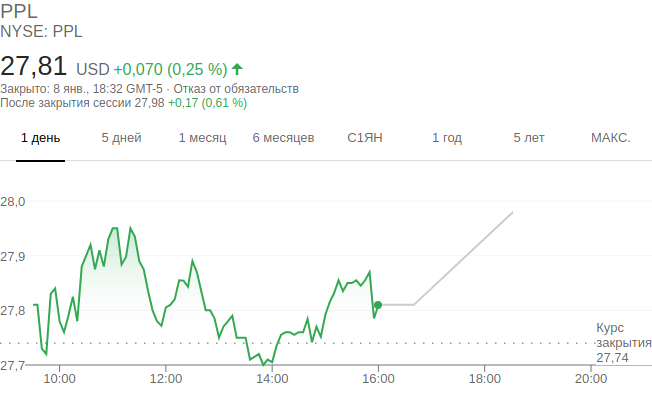 PPL
NYSE: PPL
27,81 USD +0,070 (0,25 %)
Закрыто: 8 янв., 18:32 GMT-5 · Отказ от обязательств
После закрытия сессии 27,98 +0,17 (0,61 %)
1 день 5 дней 1 месяц 6 месяцев С1ЯН 1 год 5 лет МАКС.
28,0
27,9
27,8
Курс
закрытия
27,74
27,7
10:00 12:00 14:00 16:00 18:00 20:00